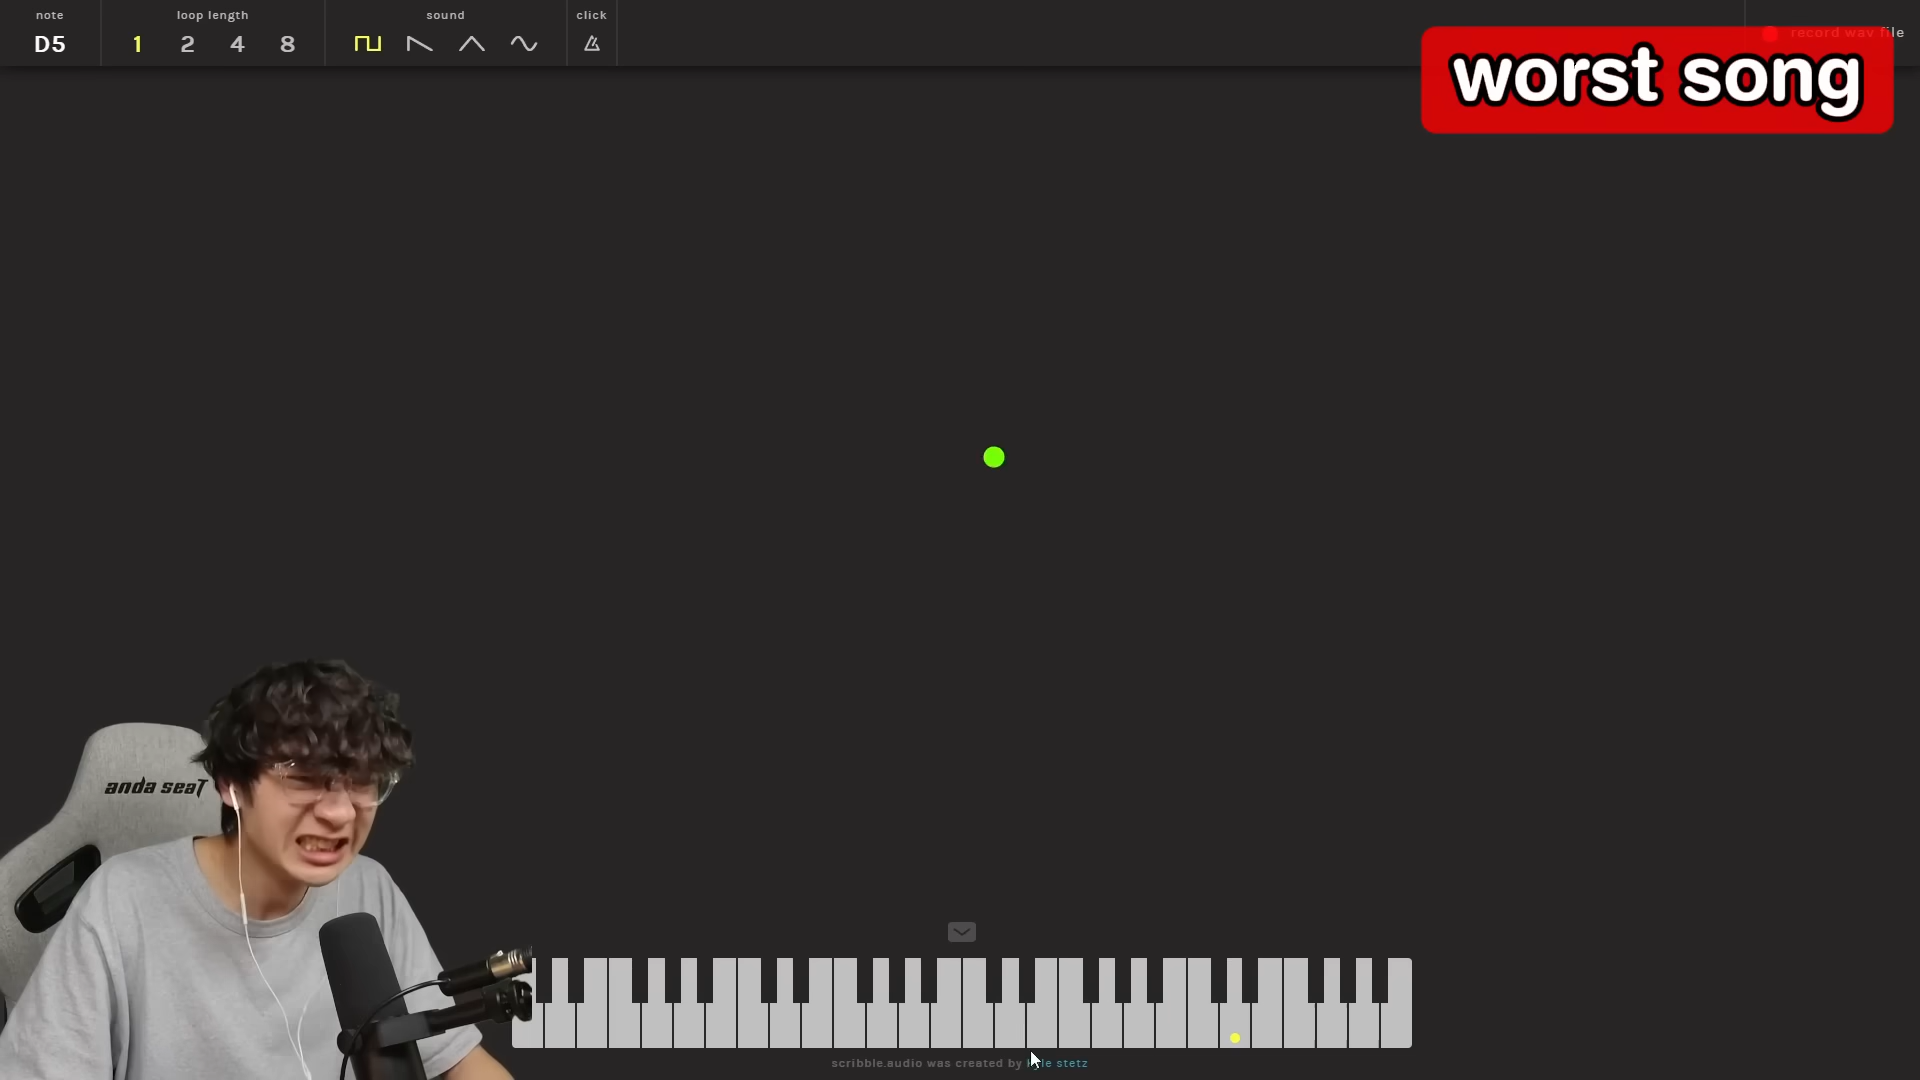 note
loop length
sound
click
D5
1 2 4 8
record wav file
worst song
anda seaT
scribble.audio was created by kyle stetz